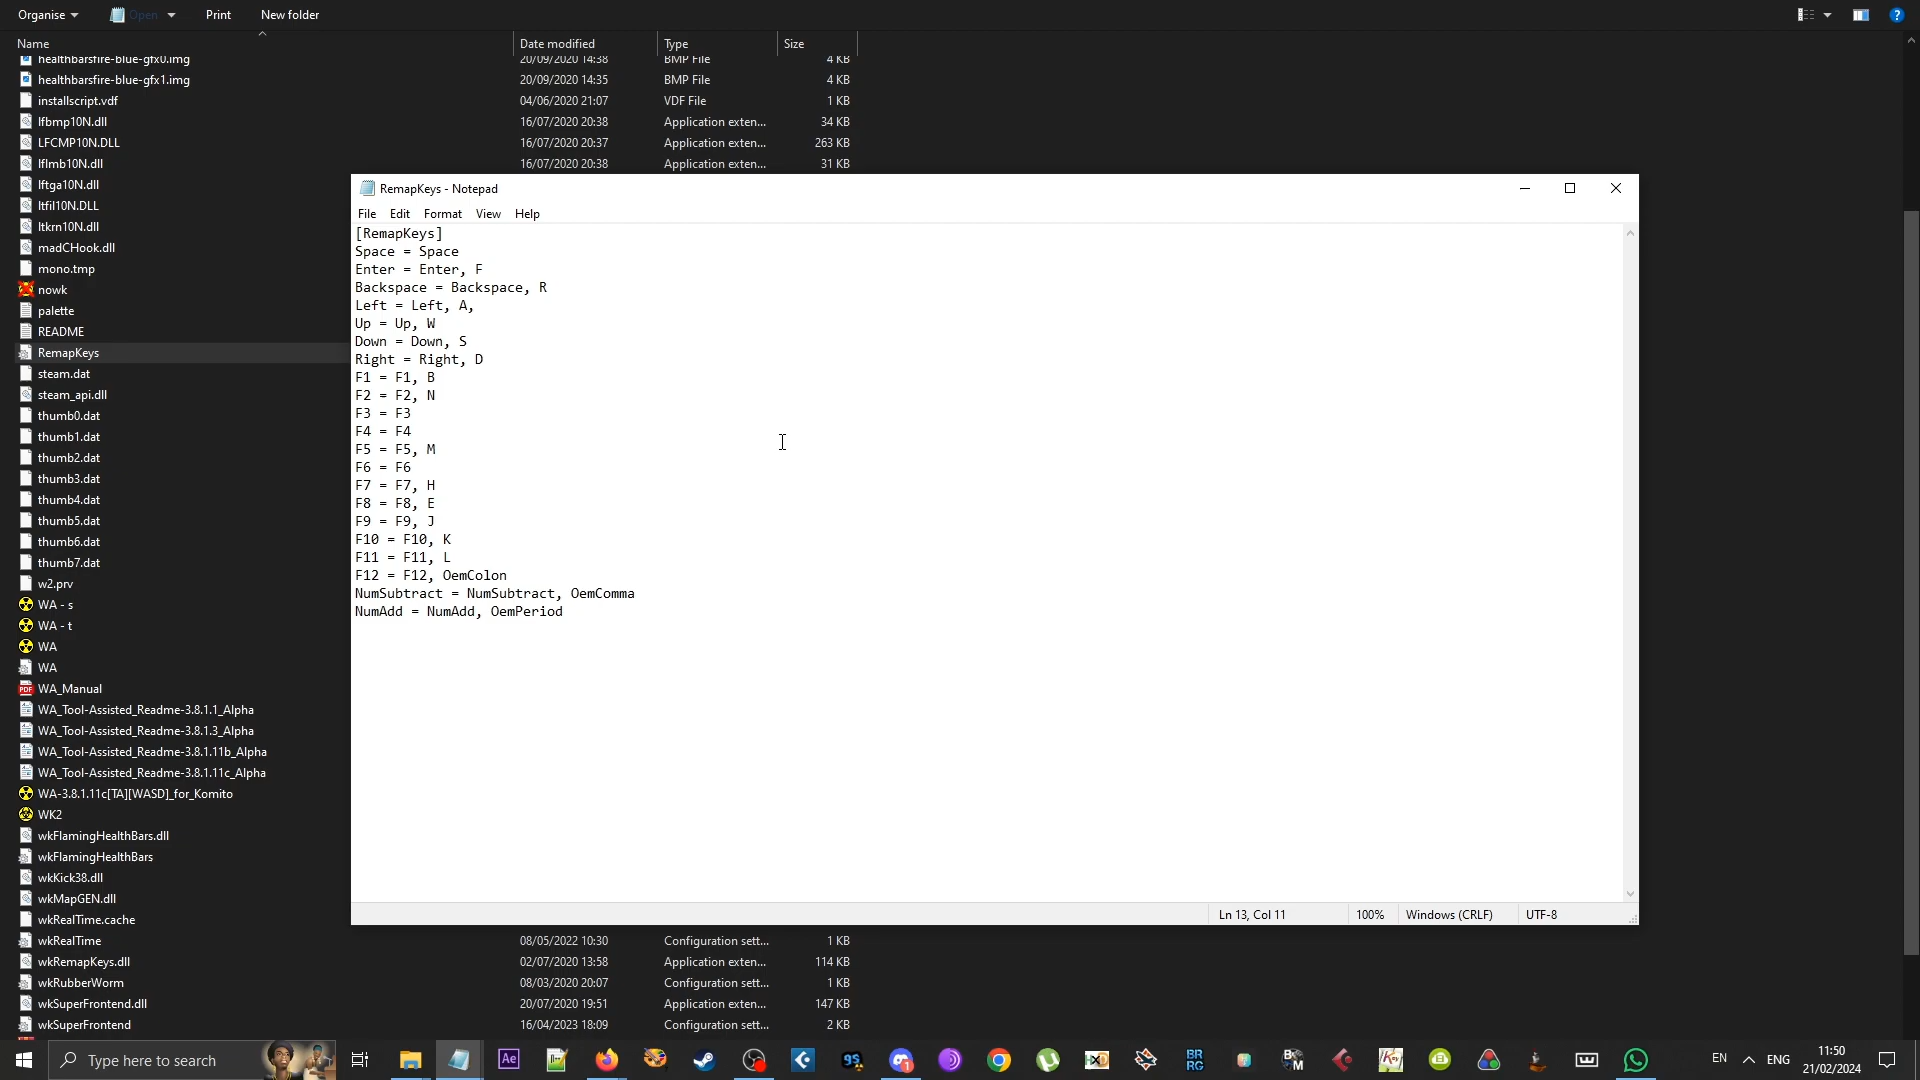 Organise
Open
Print
New folder
Name Date modified Type Size
healthbarsfire-blue-gfx0.img 20/09/2020 14:38 BMP File 4 KB
healthbarsfire-blue-gfx1.img 20/09/2020 14:35 BMP File 4 KB
installscript.vdf 04/06/2020 21:07 VDF File 1 KB
lfbmp10N.dll 16/07/2020 20:38 Application exten... 34 KB
LFCMP10N.DLL 16/07/2020 20:37 Application exten... 263 KB
lflmb10N.dll 16/07/2020 20:38 Application exten... 31 KB
lftga10N.dll
ltfil10N.DLL
ltkrn10N.dll
madCHook.dll
mono.tmp
nowk
palette
README
RemapKeys
steam.dat
steam_api.dll
thumb0.dat
thumb1.dat
thumb2.dat
thumb3.dat
thumb4.dat
thumb5.dat
thumb6.dat
thumb7.dat
w2.prv
WA - s
WA - t
WA
WA
WA_Manual
WA_Tool-Assisted_Readme-3.8.1.1_Alpha
WA_Tool-Assisted_Readme-3.8.1.3_Alpha
WA_Tool-Assisted_Readme-3.8.1.11b_Alpha
WA_Tool-Assisted_Readme-3.8.1.11c_Alpha
WA-3.8.1.11c[TA][WASD]_for_Komito
WK2
wkFlamingHealthBars.dll
wkFlamingHealthBars
wkKick38.dll
wkMapGEN.dll
wkRealTime.cache
wkRealTime 08/05/2022 10:30 Configuration sett... 1 KB
wkRemapKeys.dll 02/07/2020 13:58 Application exten... 114 KB
wkRubberWorm 08/03/2020 20:07 Configuration sett... 1 KB
wkSuperFrontend.dll 20/07/2020 19:51 Application exten... 147 KB
wkSuperFrontend 16/04/2023 18:09 Configuration sett... 2 KB
RemapKeys - Notepad
File Edit Format View Help
[RemapKeys]
Space = Space
Enter = Enter, F
Backspace = Backspace, R
Left = Left, A,
Up = Up, W
Down = Down, S
Right = Right, D
F1 = F1, B
F2 = F2, N
F3 = F3
F4 = F4
F5 = F5, M
F6 = F6
F7 = F7, H
F8 = F8, E
F9 = F9, J
F10 = F10, K
F11 = F11, L
F12 = F12, OemColon
NumSubtract = NumSubtract, OemComma
NumAdd = NumAdd, OemPeriod
Ln 13, Col 11 100% Windows (CRLF) UTF-8
Type here to search
Ae
gs
BR
RG
EN
ENG
11:50
21/02/2024